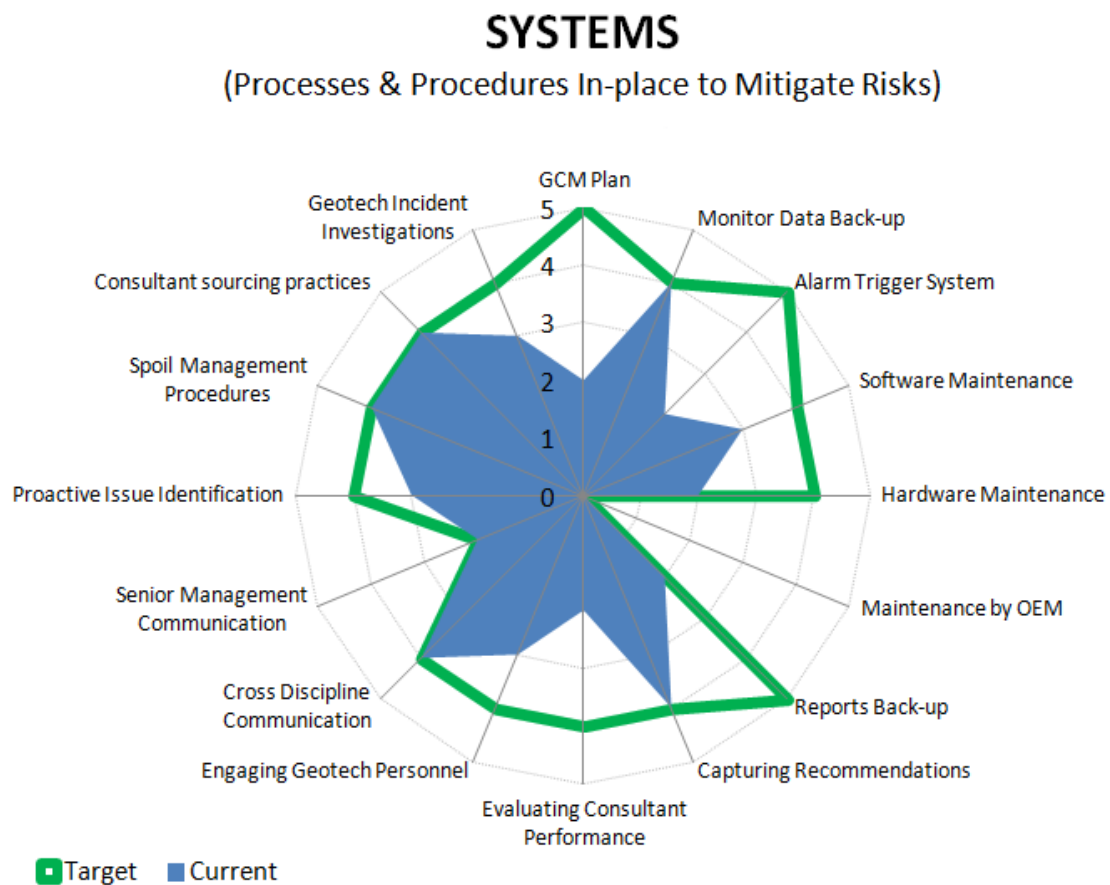 SYSTEMS
(Processes & Procedures In-place to Mitigate Risks)
GCM Plan
Monitor Data Back-up
Alarm Trigger System
Software Maintenance
Hardware Maintenance
Maintenance by OEM
Reports Back-up
Capturing Recommendations
Evaluating Consultant
Performance
Engaging Geotech Personnel
Cross Discipline
Communication
Senior Management
Communication
Proactive Issue Identification
Spoil Management
Procedures
Consultant sourcing practices
Geotech Incident
Investigations
5
4
3
2
1
0
Target
Current